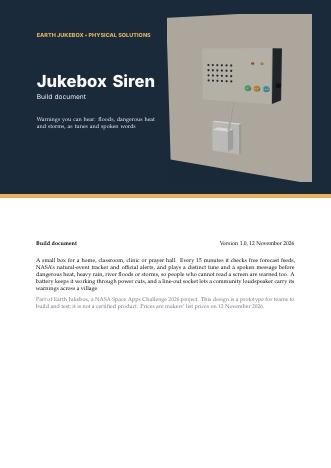 EARTH JUKEBOX • PHYSICAL SOLUTIONS
Jukebox Siren
Build document
Warnings you can hear: floods, dangerous heat
and storms, as tunes and spoken words
Build document Version 1.0, 12 November 2026
A small box for a home, classroom, clinic or prayer hall. Every 15 minutes it checks free forecast feeds,
NASA's natural-event tracker and official alerts, and plays a distinct tune and a spoken message before
dangerous heat, heavy rain, river floods or storms, so people who cannot read a screen are warned too. A
battery keeps it working through power cuts, and a line-out socket lets a community loudspeaker carry its
warnings across a village
Part of Earth Jukebox, a NASA Space Apps Challenge 2026 project. This design is a prototype for teams to
build and test; it is not a certified product. Prices are makers' list prices on 12 November 2026.